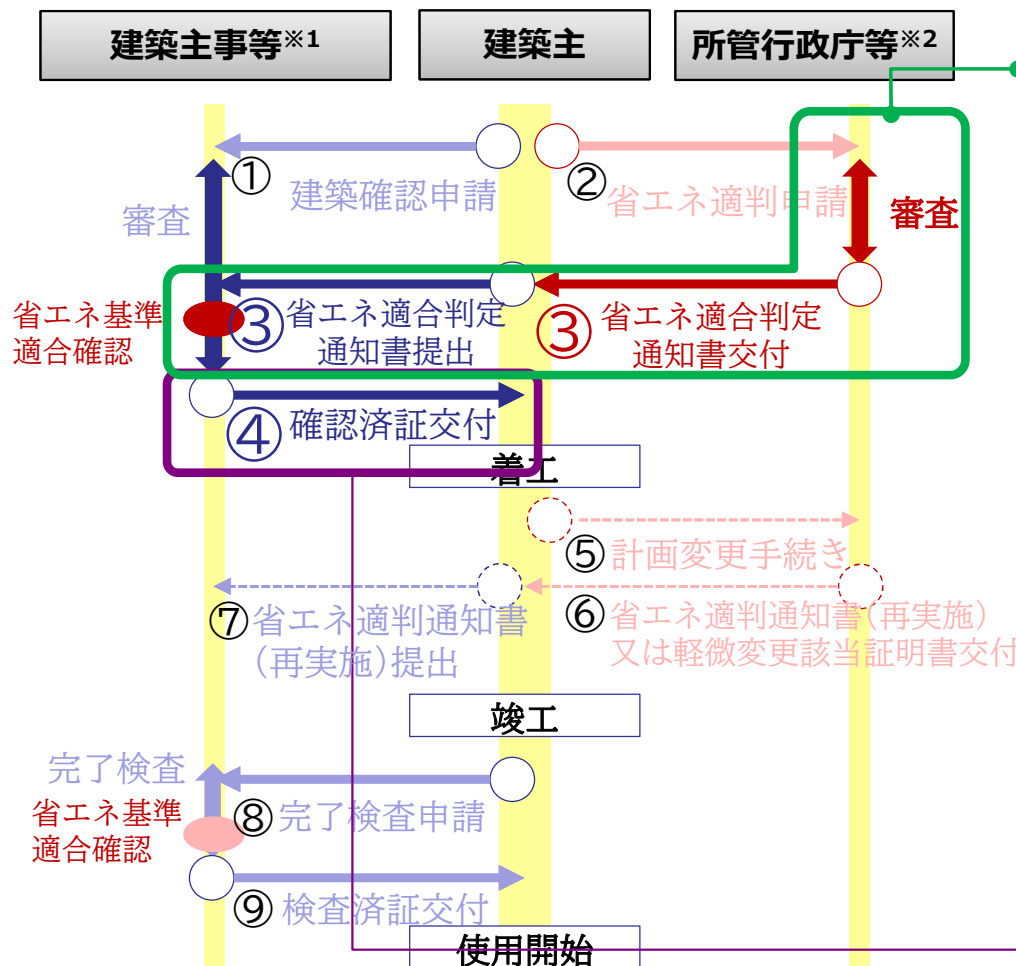 建築主事等※1
建築主
所管行政庁等※2
①
建築確認申請
②
省エネ適判申請
審査
審査
省エネ基準
適合確認
③
省エネ適合判定
通知書提出
③
省エネ適合判定
通知書交付
④
確認済証交付
着工
⑤
計画変更手続き
⑦
省エネ適判通知書
(再実施)提出
⑥
省エネ適判通知書(再実施)
又は軽微変更該当証明書交付
竣工
完了検査
省エネ基準
適合確認
⑧
完了検査申請
⑨
検査済証交付
使用開始